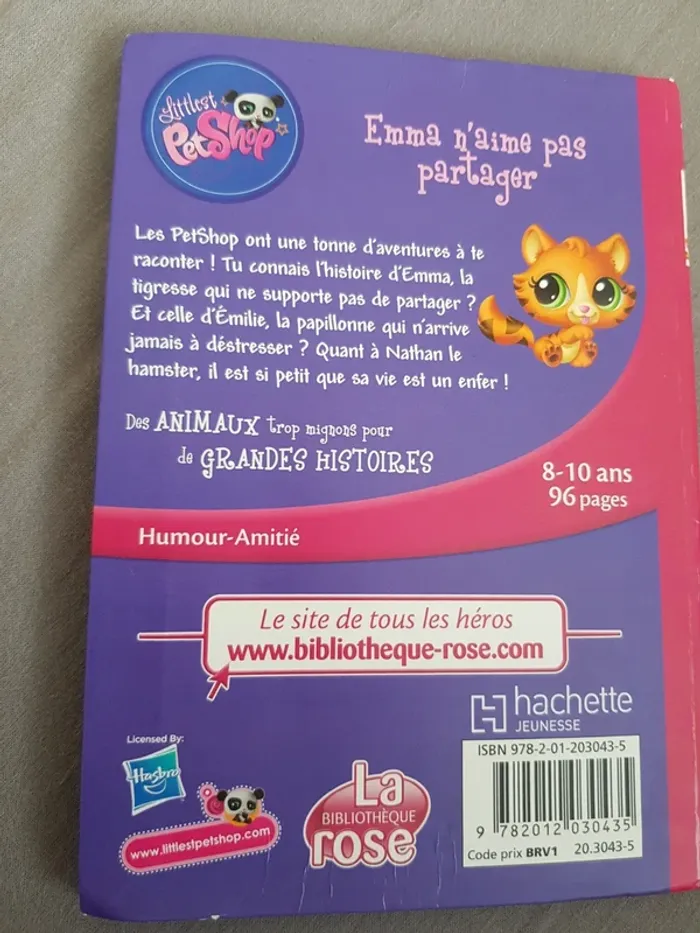 Littlest
PetShop
Emma n'aime pas
partager
Les PetShop ont une tonne d'aventures à te
raconter ! Tu connais l'histoire d'Emma, la
tigresse qui ne supporte pas de partager ?
Et celle d'Émilie, la papillonne qui n'arrive
jamais à déstresser ? Quant à Nathan le
hamster, il est si petit que sa vie est un enfer !
Des ANIMAUX trop mignons pour
de GRANDES HISTOIRES
8-10 ans
96 pages
Humour-Amitié
Le site de tous les héros
www.bibliotheque-rose.com
hachette
JEUNESSE
ISBN 978-2-01-203043-5
9 782012 030435
Code prix BRV1 20.3043-5
Licensed By:
Hasbro
www.littlestpetshop.com
La
BIBLIOTHÈQUE
rose